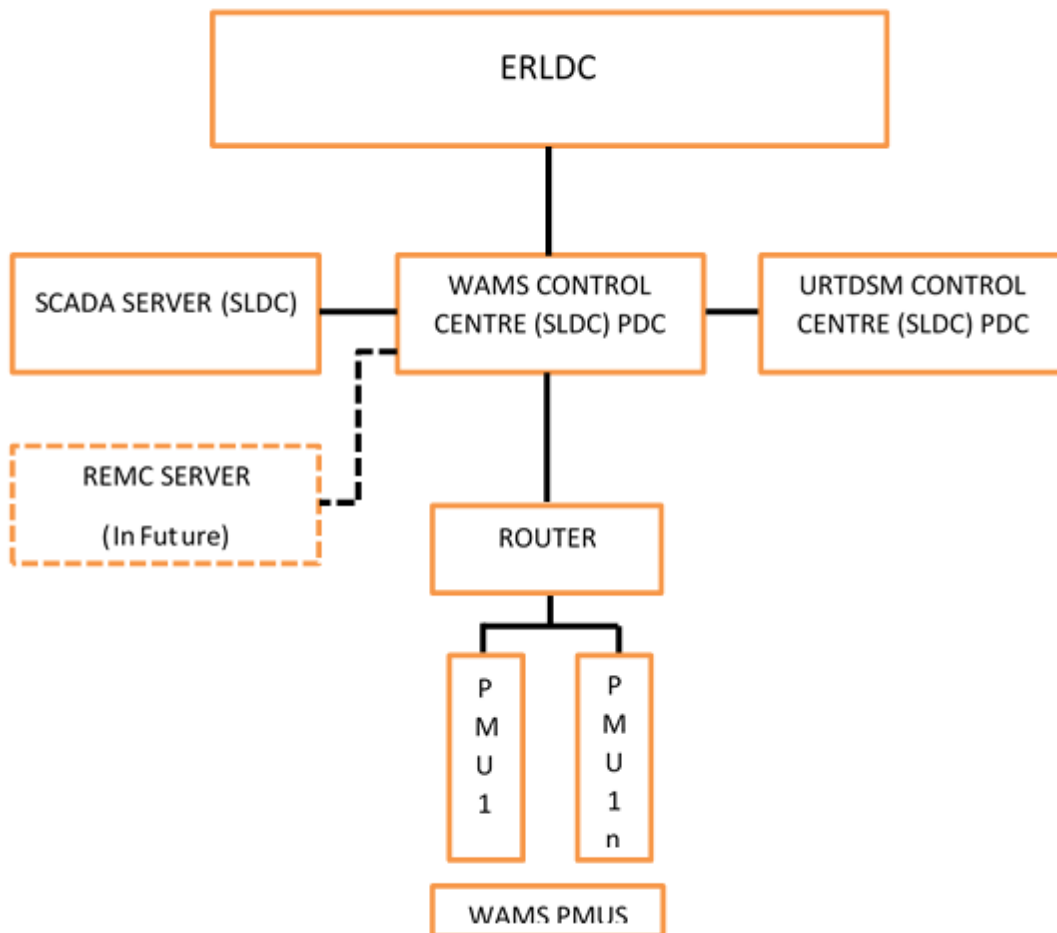 ERLDC
SCADA SERVER (SLDC)
WAMS CONTROL
CENTRE (SLDC) PDC
URTDSM CONTROL
CENTRE (SLDC) PDC
REMC SERVER
(In Future)
ROUTER
P
M
U
1
P
M
U
1
n
WAMS PMUS